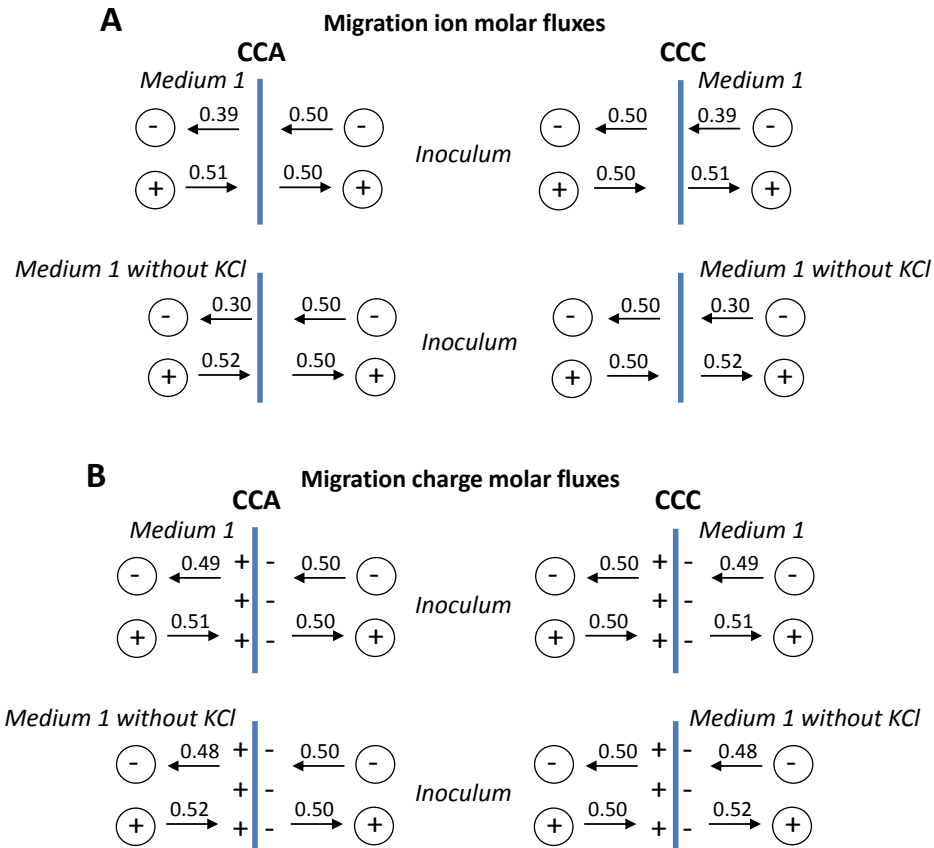 A
Migration ion molar fluxes
CCA CCC
Medium 1 Medium 1
0.39 0.50 0.50 0.39
- - - -
Inoculum
0.51 0.50 0.50 0.51
+ + + +
Medium 1 without KCl Medium 1 without KCl
0.30 0.50 0.50 0.30
- - - -
Inoculum
0.52 0.50 0.50 0.52
+ + + +
B
Migration charge molar fluxes
CCA CCC
Medium 1 Medium 1
0.49 + - 0.50 0.50 + - 0.49
- - - -
+ - Inoculum + -
0.51 + - 0.50 0.50 + - 0.51
+ + + +
Medium 1 without KCl Medium 1 without KCl
0.48 + - 0.50 0.50 + - 0.48
- - - -
+ - Inoculum + -
0.52 + - 0.50 0.50 + - 0.52
+ + + +